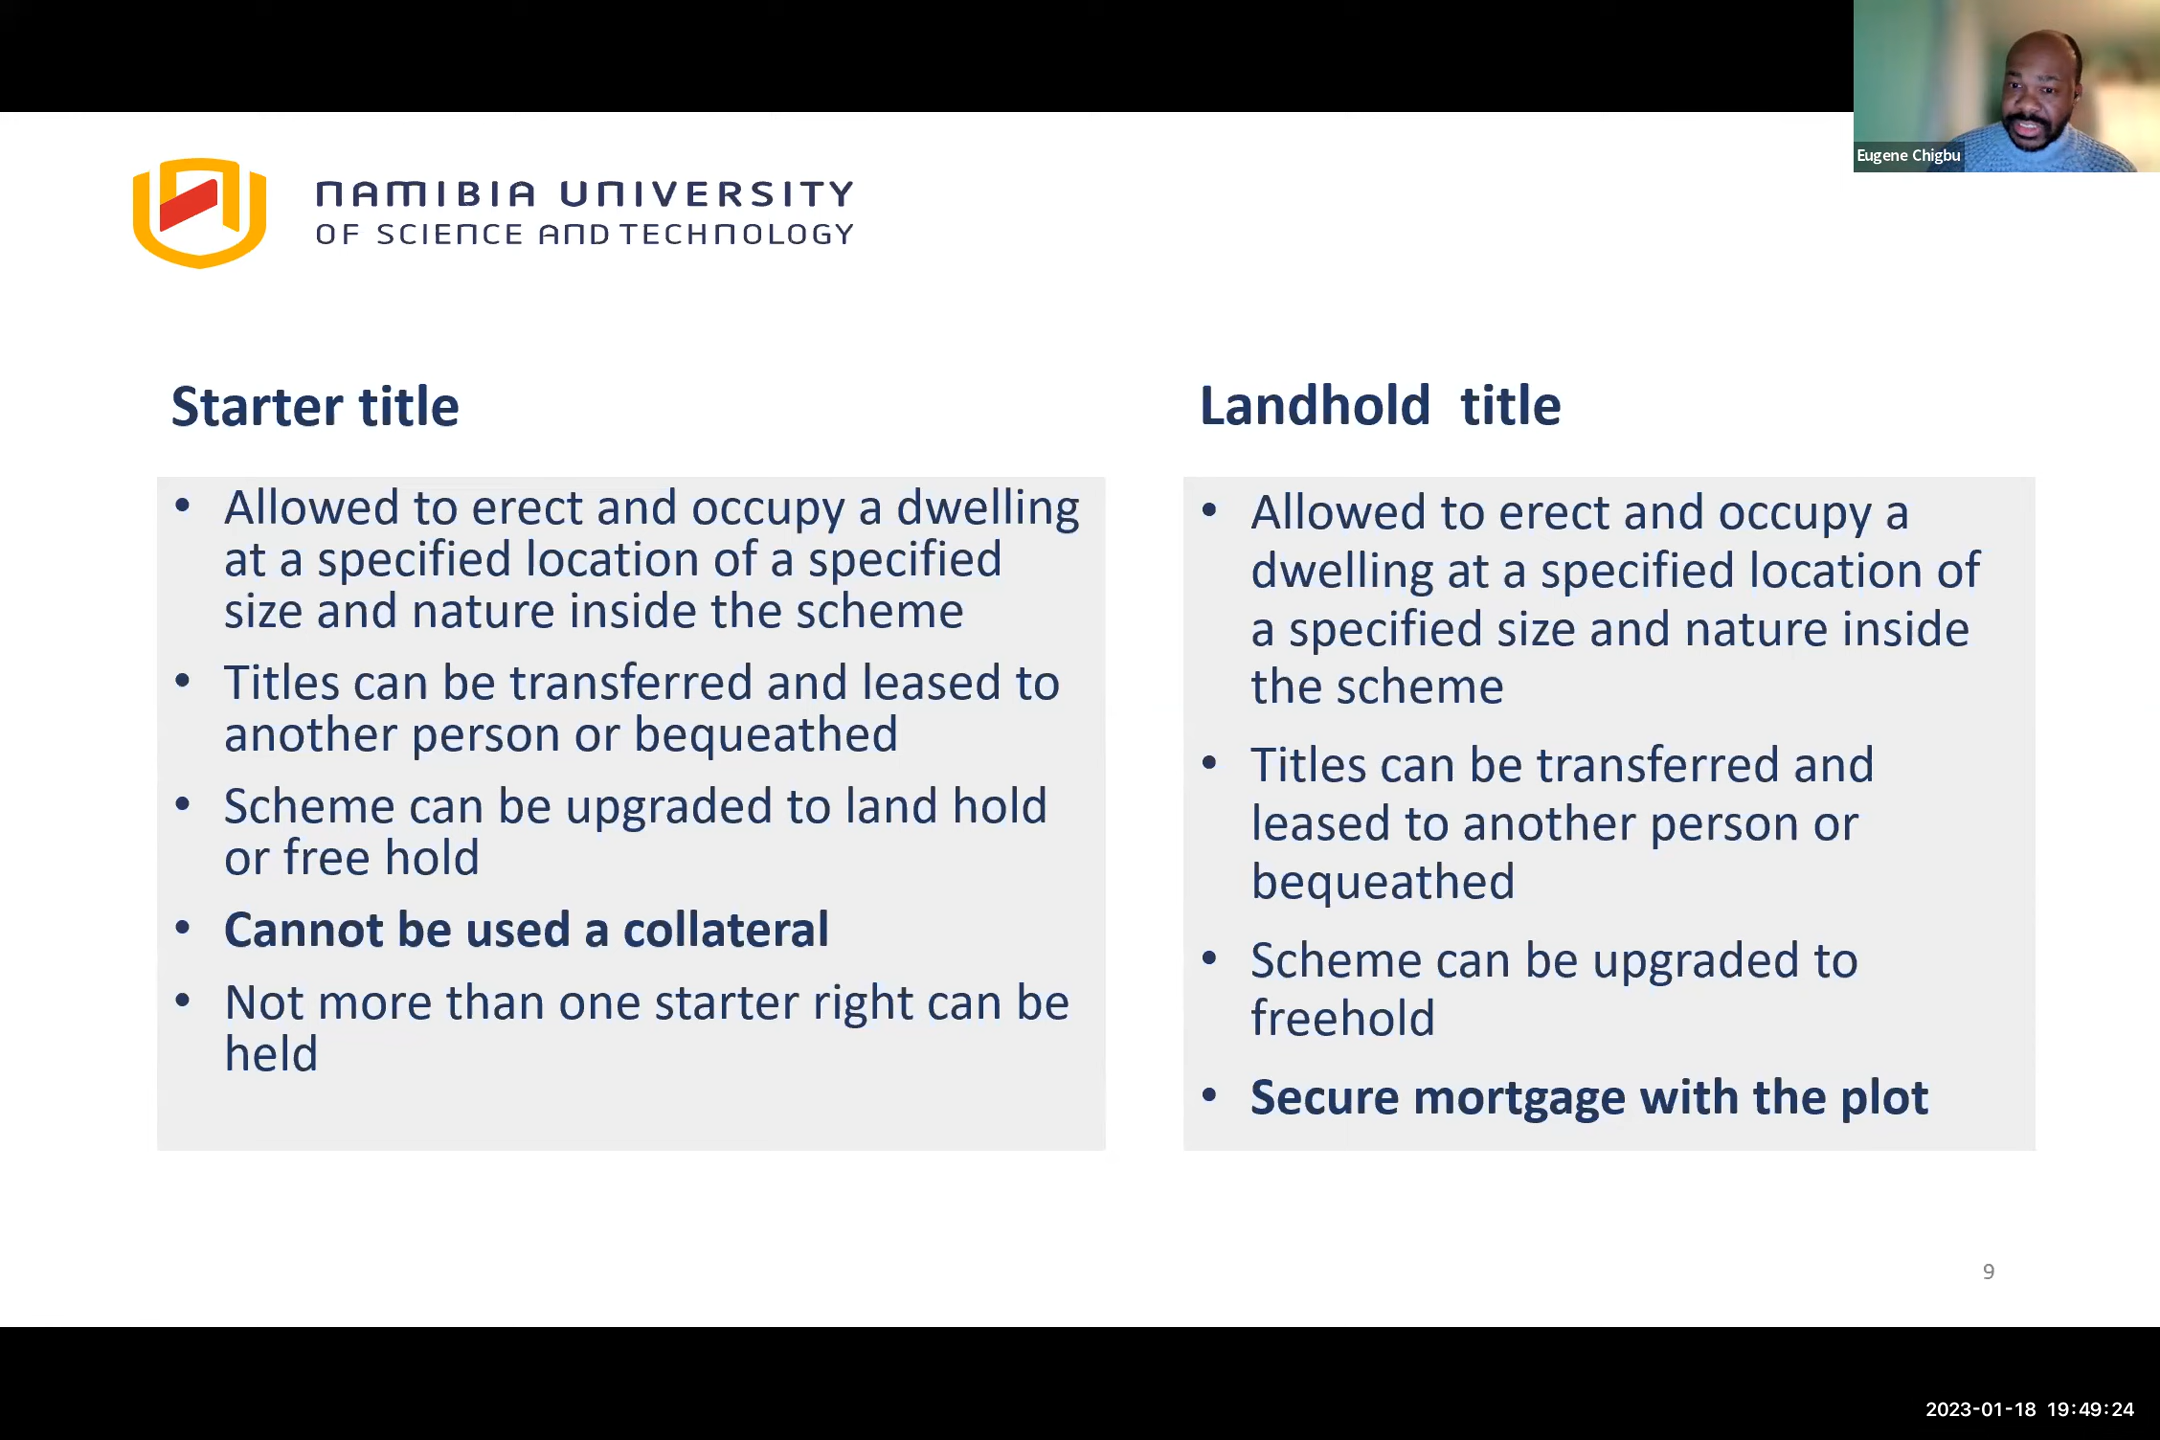 Eugene Chigbu
NAMIBIA UNIVERSITY
OF SCIENCE AND TECHNOLOGY
Starter title
• Allowed to erect and occupy a dwelling
at a specified location of a specified
size and nature inside the scheme
• Titles can be transferred and leased to
another person or bequeathed
• Scheme can be upgraded to land hold
or free hold
• Cannot be used a collateral
• Not more than one starter right can be
held
Landhold title
• Allowed to erect and occupy a
dwelling at a specified location of
a specified size and nature inside
the scheme
• Titles can be transferred and
leased to another person or
bequeathed
• Scheme can be upgraded to
freehold
• Secure mortgage with the plot
9
2023-01-18 19:49:24